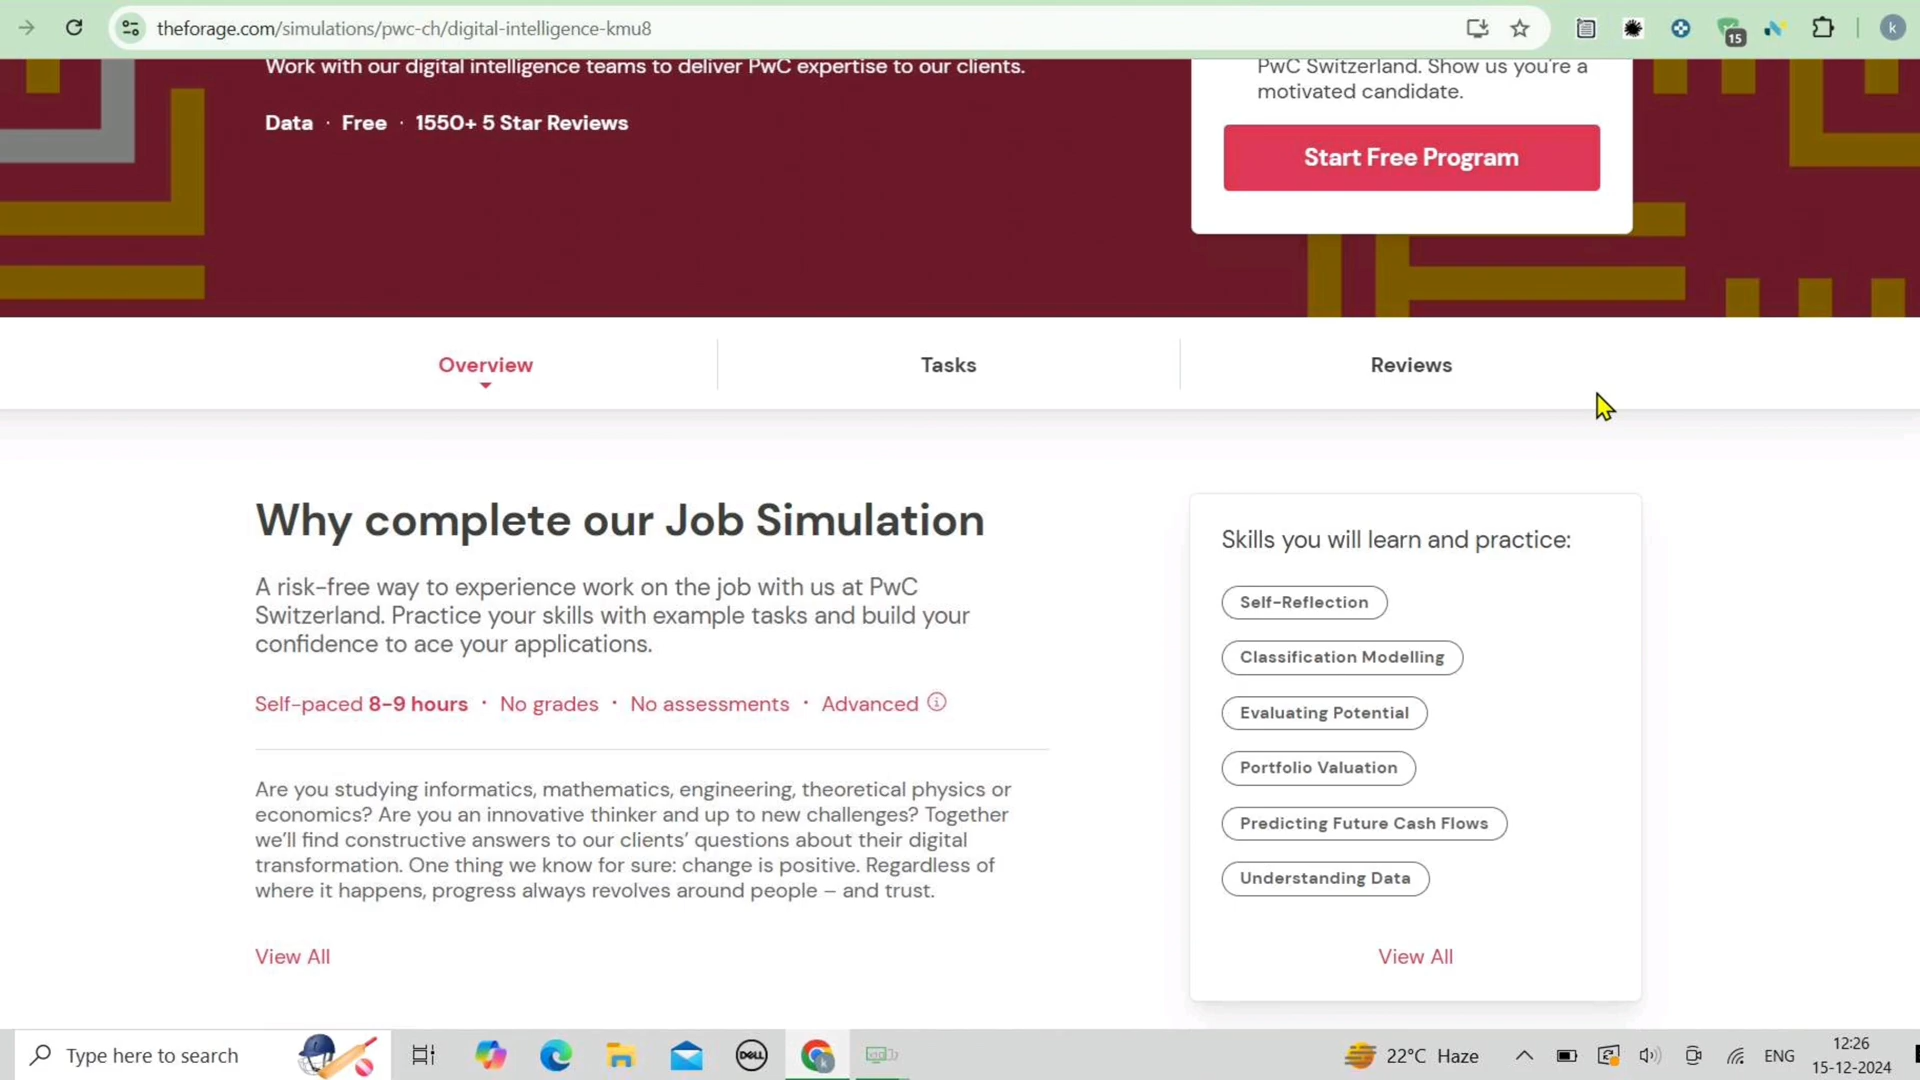 theforage.com/simulations/pwc-ch/digital-intelligence-kmu8
15
k
Work with our digital intelligence teams to deliver PwC expertise to our clients.
Data · Free · 1550+ 5 Star Reviews
PwC Switzerland. Show us you're a
motivated candidate.
Start Free Program
Overview
Tasks
Reviews
Why complete our Job Simulation
A risk-free way to experience work on the job with us at PwC
Switzerland. Practice your skills with example tasks and build your
confidence to ace your applications.
Self-paced 8-9 hours · No grades · No assessments · Advanced
Are you studying informatics, mathematics, engineering, theoretical physics or
economics? Are you an innovative thinker and up to new challenges? Together
we'll find constructive answers to our clients' questions about their digital
transformation. One thing we know for sure: change is positive. Regardless of
where it happens, progress always revolves around people – and trust.
View All
Skills you will learn and practice:
Self-Reflection
Classification Modelling
Evaluating Potential
Portfolio Valuation
Predicting Future Cash Flows
Understanding Data
View All
Type here to search
DELL
22°C Haze
ENG
12:26
15-12-2024